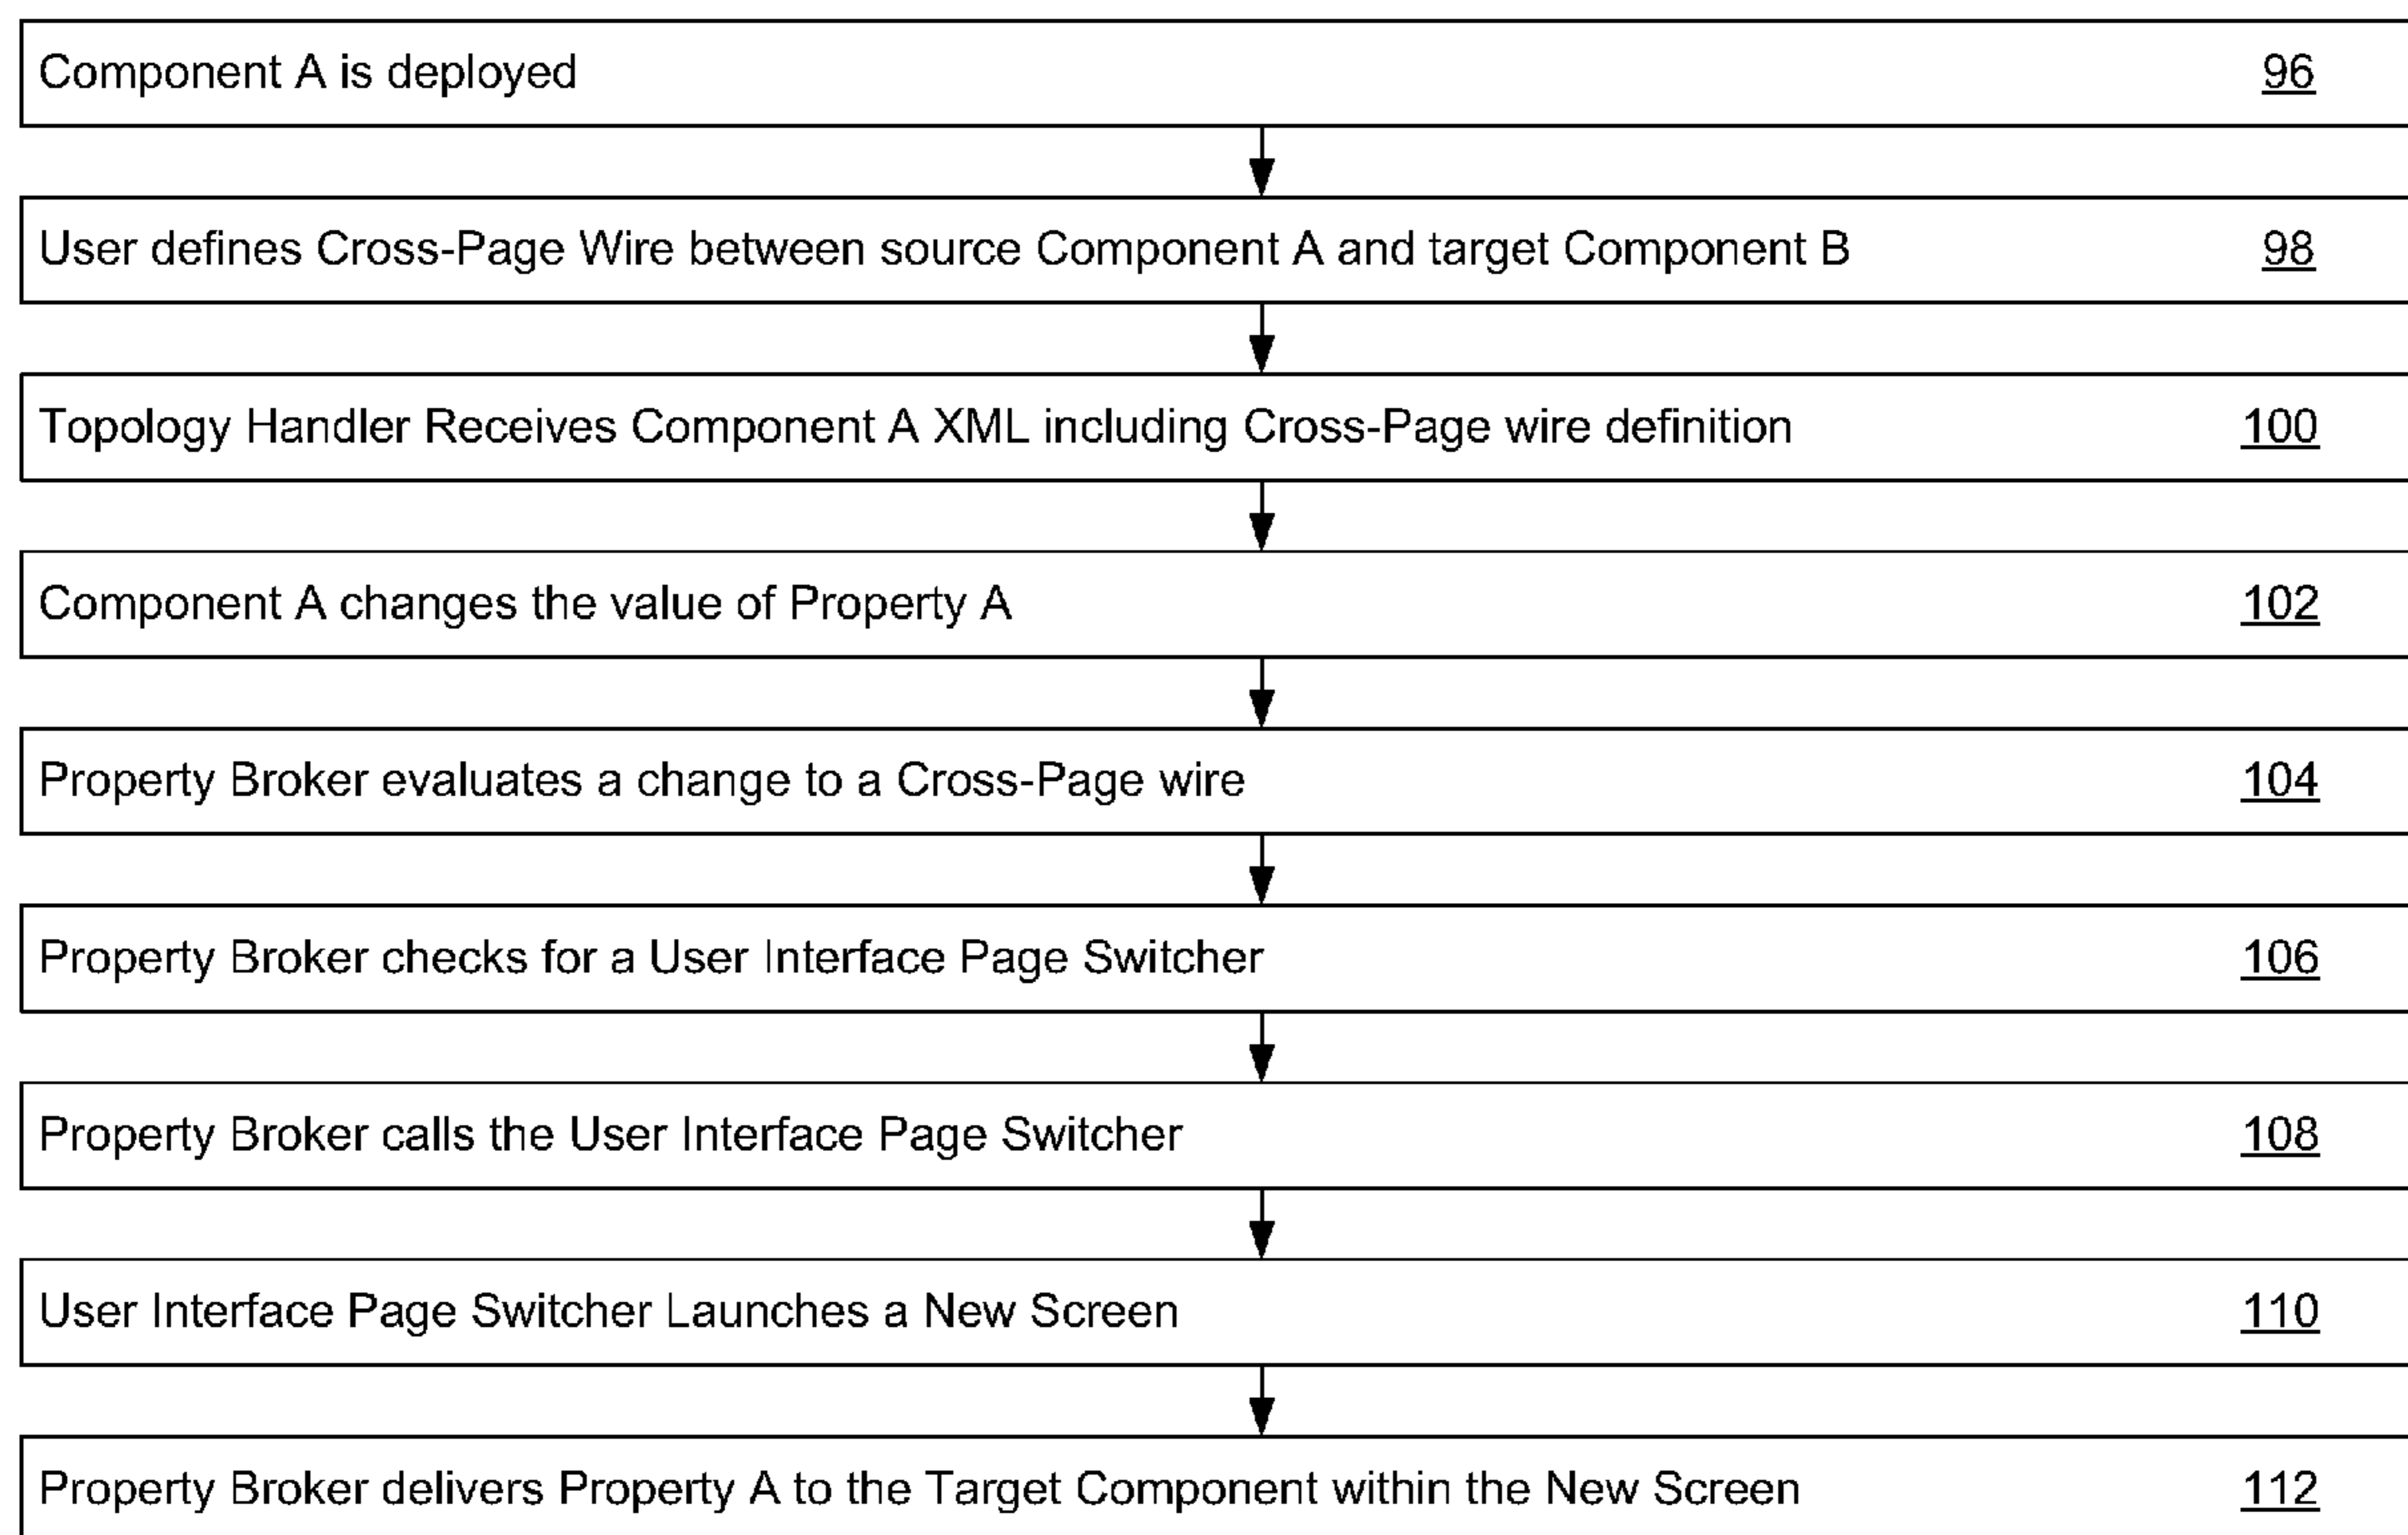 Component A is deployed 96
User defines Cross-Page Wire between source Component A and target Component B 98
Topology Handler Receives Component A XML including Cross-Page wire definition 100
Component A changes the value of Property A 102
Property Broker evaluates a change to a Cross-Page wire 104
Property Broker checks for a User Interface Page Switcher 106
Property Broker calls the User Interface Page Switcher 108
User Interface Page Switcher Launches a New Screen 110
Property Broker delivers Property A to the Target Component within the New Screen 112